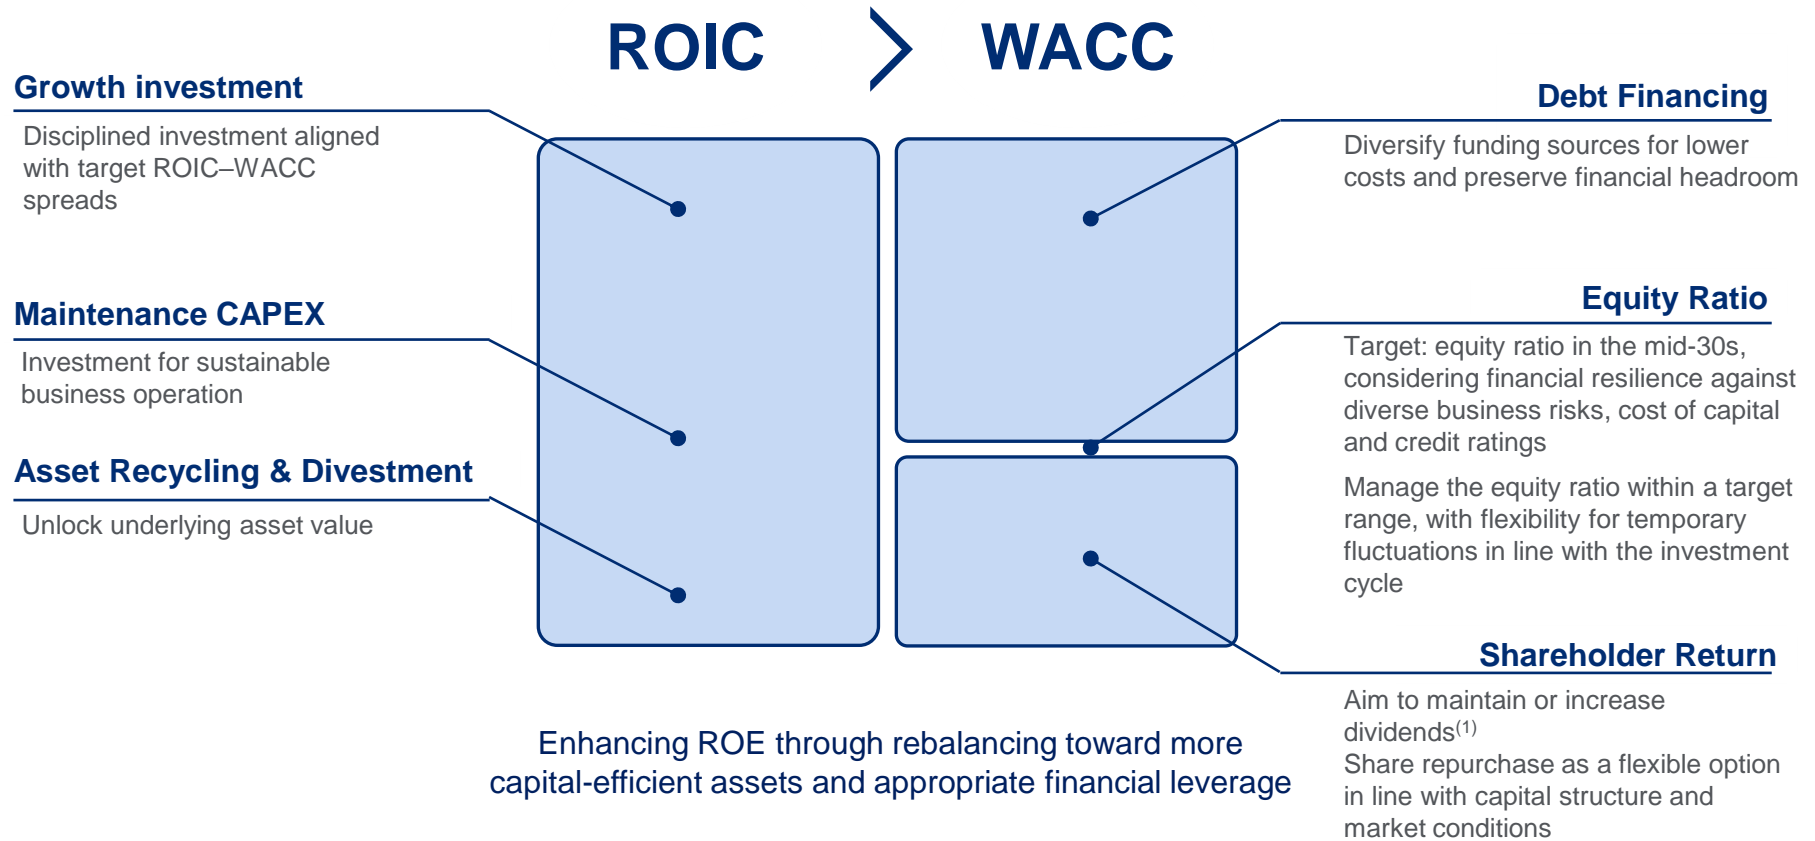 ROIC > WACC
Growth investment
Disciplined investment aligned
with target ROIC–WACC
spreads
Maintenance CAPEX
Investment for sustainable
business operation
Asset Recycling & Divestment
Unlock underlying asset value
Debt Financing
Diversify funding sources for lower
costs and preserve financial headroom
Equity Ratio
Target: equity ratio in the mid-30s,
considering financial resilience against
diverse business risks, cost of capital
and credit ratings
Manage the equity ratio within a target
range, with flexibility for temporary
fluctuations in line with the investment
cycle
Shareholder Return
Aim to maintain or increase
dividends(1)
Share repurchase as a flexible option
in line with capital structure and
market conditions
Enhancing ROE through rebalancing toward more
capital-efficient assets and appropriate financial leverage